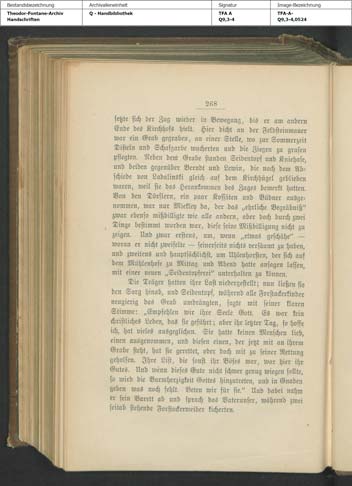 Bestandsbezeichnung
Theodor-Fontane-Archiv
Handschriften
Archivalieneinheit
Q - Handbibliothek
Signatur
TFA A
Q9,3-4
Image-Bezeichnung
TFA-A-
Q9,3-4,0524
268
setzte sich der Zug wieder in Bewegung, bis er am andern
Ende des Kirchhofs hielt. Hier dicht an der Feldsteinmauer
war ein Grab gegraben, an einer Stelle, wo zur Sommerzeit
Disteln und Schafgarbe wucherten und die Ziegen zu grasen
pflegten. Neben dem Grabe standen Seidentopf und Kniehase,
und beiden gegenüber Berndt und Lewin, die nach dem Ab-
schiede von Ladalinski gleich auf dem Kirchhügel geblieben
waren, weil sie das Herankommen des Zuges bemerkt hatten.
Von den Dörflern, ein paar Kossäten und Büdner ausge-
nommen, war nur Miekley da, der das „ehrliche Begräbniß"
zwar ebenso mißbilligte wie alle andern, aber doch durch zwei
Dinge bestimmt worden war, diese seine Mißbilligung nicht zu
zeigen. Und zwar erstens, um, wenn „etwas geschähe" —
woran er nicht zweifelte — seinerseits nichts versäumt zu haben,
und zweitens und hauptsächlich, um Uhlenhorsten, der sich auf
dem Mühlenhofe zu Mittag und Abend hatte ansagen lassen,
mit einer neuen „Seidentopferei" unterhalten zu können.
Die Träger hatten ihre Last niedergestellt; nun ließen sie
den Sarg hinab, und Seidentopf, während alle Forstackerkinder
neugierig das Grab umdrängten, sagte mit seiner klaren
Stimme: „Empfehlen wir ihre Seele Gott. Es war kein
christliches Leben, das sie geführt; aber ihr letzter Tag, so hoffe
ich, hat vieles ausgeglichen. Sie hatte keinen Menschen lieb,
einen ausgenommen, und diesen einen, der jetzt mit an ihrem
Grabe steht, hat sie gerettet, aber doch mit zu seiner Rettung
geholfen. Ihre List, die sonst ihr Böses war, war hier ihr
Gutes. Und wenn dieses Gute nicht schwer genug wiegen sollte,
so wird die Barmherzigkeit Gottes hinzutreten, und in Gnaden
geben was noch fehlt. Beten wir für sie." Und dabei nahm
er sein Barett ab und sprach das Vaterunser, während zwei
seitab stehende Forstackerweiber kicherten.